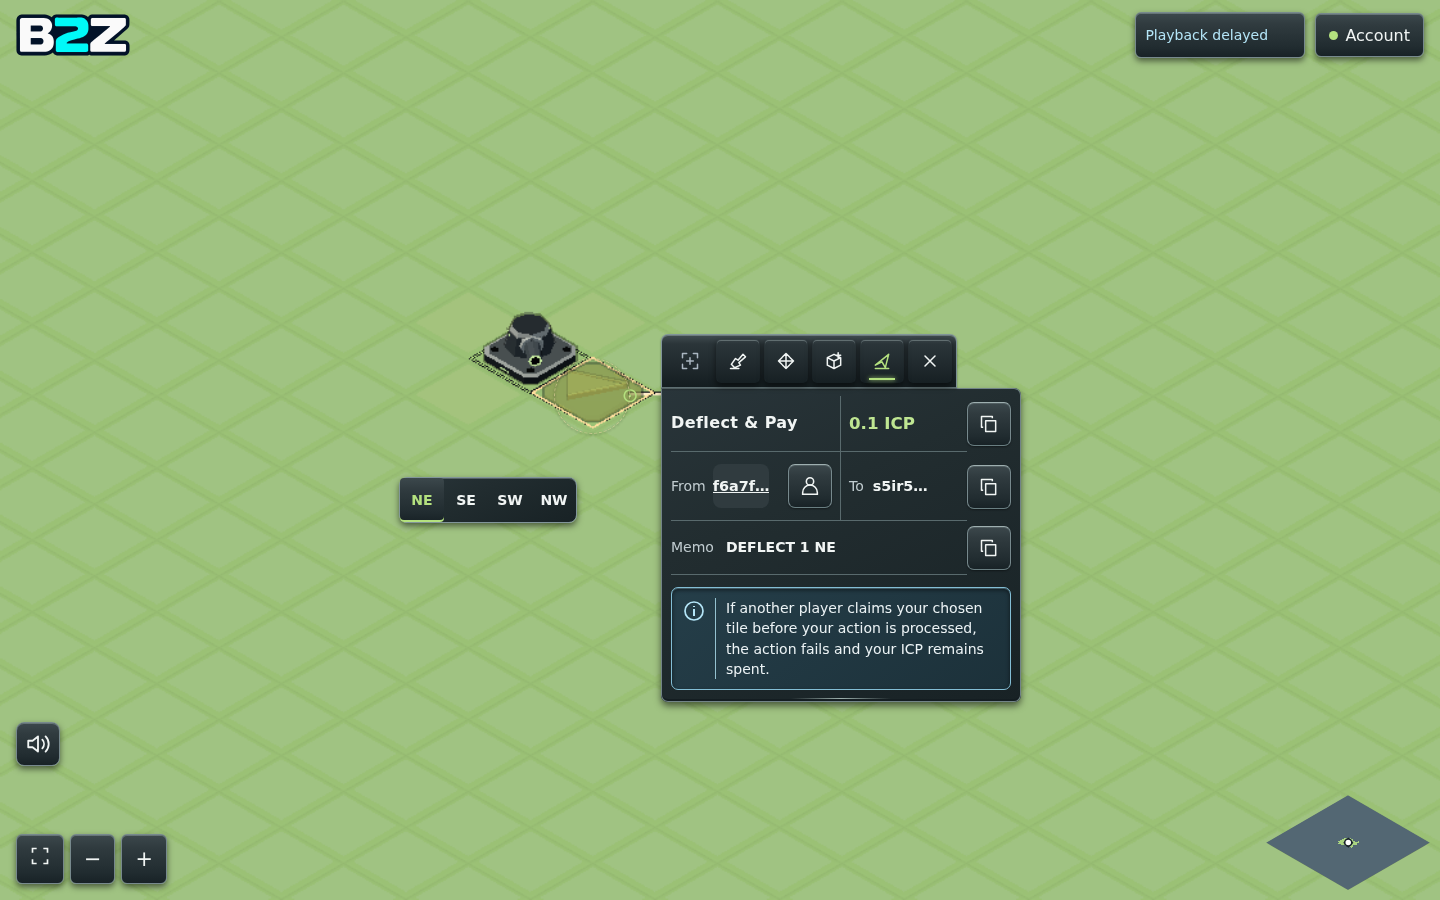 B2Z
Playback delayed
Account
Deflect & Pay
0.1 ICP
From f6a7f...
To s5ir5...
NE SE SW NW
Memo DEFLECT 1 NE
If another player claims your chosen
tile before your action is processed,
the action fails and your ICP remains
spent.